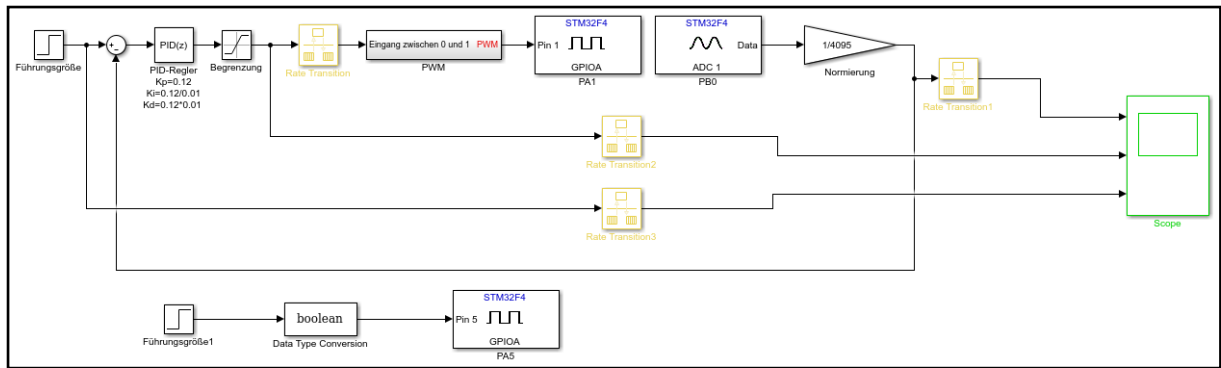 Führungsgröße
PID(z)
PID-Regler
Kp=0.12
Ki=0.12/0.01
Kd=0.12*0.01
Begrenzung
Rate Transition
Eingang zwischen 0 und 1 PWM
PWM
STM32F4
Pin 1
GPIOA
PA1
STM32F4
Data
ADC 1
PB0
1/4095
Normierung
Rate Transition1
Rate Transition2
Rate Transition3
Scope
Führungsgröße1
boolean
Data Type Conversion
STM32F4
Pin 5
GPIOA
PA5